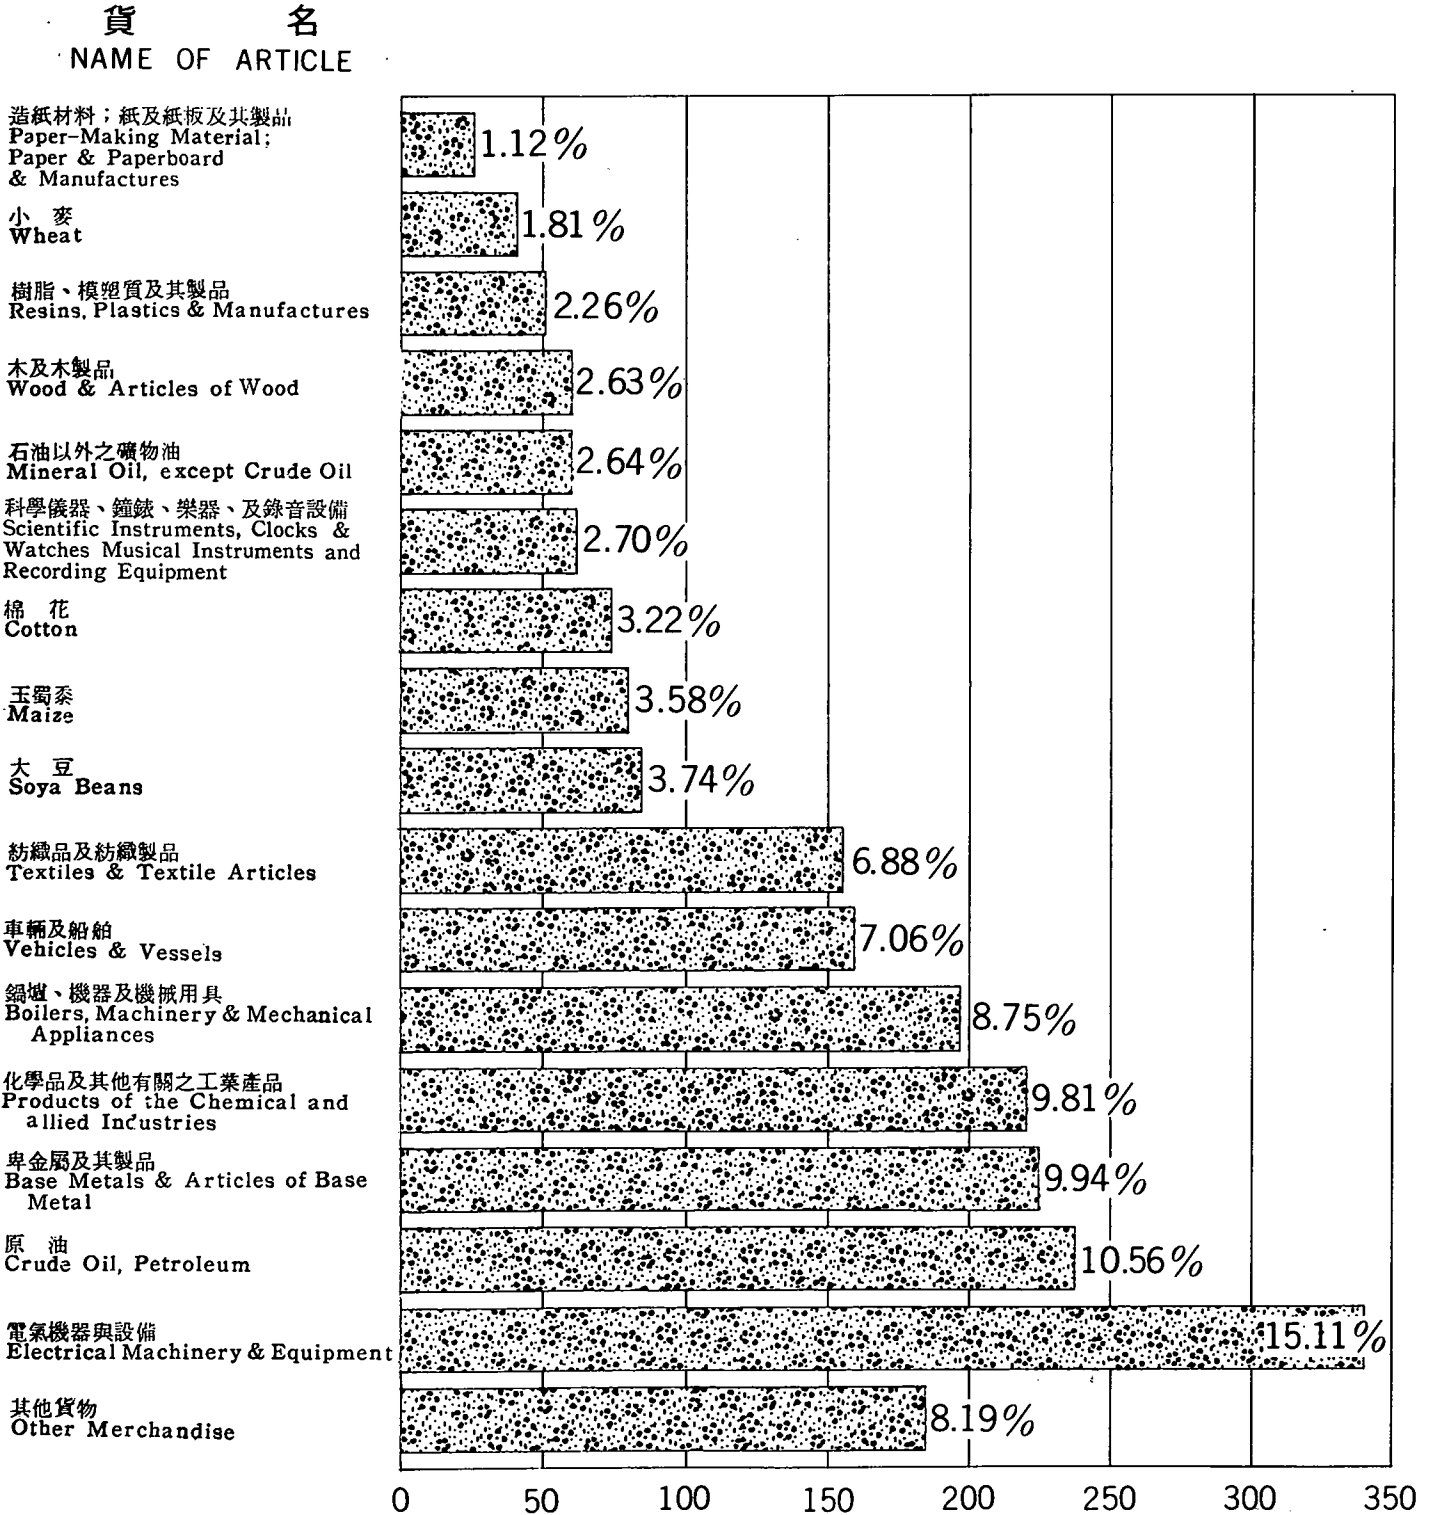 貨 名
NAME OF ARTICLE
造紙材料；紙及紙板及其製品
Paper-Making Material;
Paper & Paperboard
& Manufactures
1.12%
小 麥
Wheat
1.81%
樹脂、模塑質及其製品
Resins, Plastics & Manufactures
2.26%
木及木製品
Wood & Articles of Wood
2.63%
石油以外之礦物油
Mineral Oil, except Crude Oil
2.64%
科學儀器、鐘錶、樂器、及錄音設備
Scientific Instruments, Clocks &
Watches Musical Instruments and
Recording Equipment
2.70%
棉 花
Cotton
3.22%
玉蜀黍
Maize
3.58%
大 豆
Soya Beans
3.74%
紡織品及紡織製品
Textiles & Textile Articles
6.88%
車輛及船舶
Vehicles & Vessels
7.06%
鍋爐、機器及機械用具
Boilers, Machinery & Mechanical
Appliances
8.75%
化學品及其他有關之工業產品
Products of the Chemical and
allied Industries
9.81%
卑金屬及其製品
Base Metals & Articles of Base
Metal
9.94%
原 油
Crude Oil, Petroleum
10.56%
電氣機器與設備
Electrical Machinery & Equipment
15.11%
其他貨物
Other Merchandise
8.19%
0 50 100 150 200 250 300 350